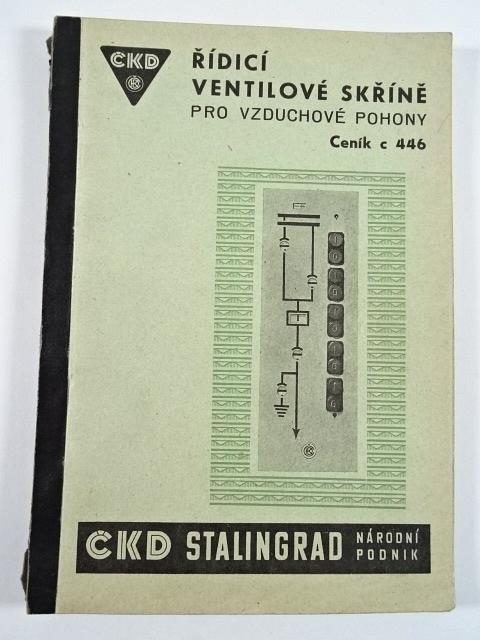 ČKD
ŘÍDICÍ
VENTILOVÉ SKŘÍNĚ
PRO VZDUCHOVÉ POHONY
Ceník c 446
ČKD STALINGRAD NÁRODNÍ
PODNIK